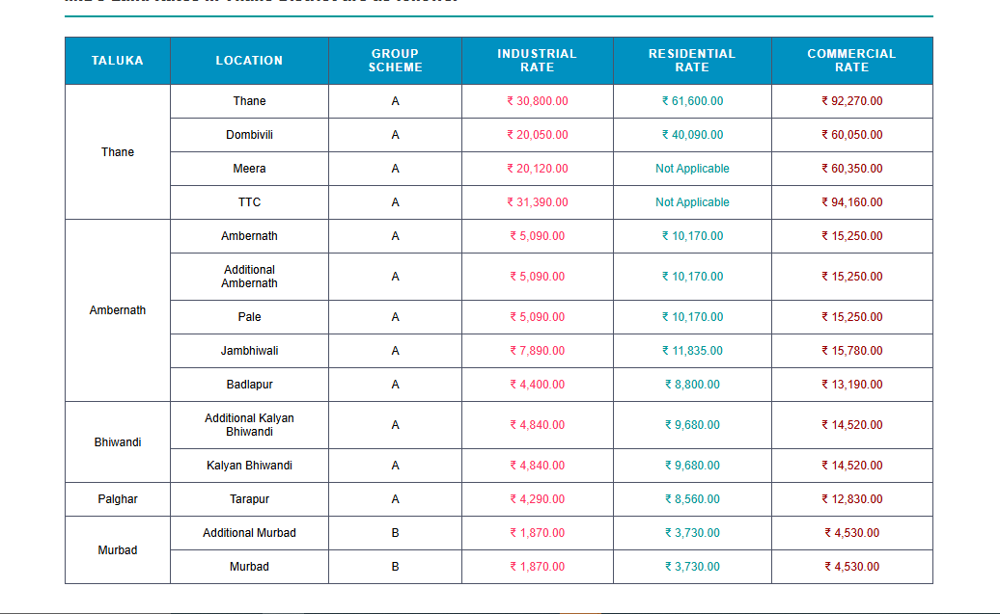 TALUKA LOCATION GROUP SCHEME INDUSTRIAL RATE RESIDENTIAL RATE COMMERCIAL RATE
Thane Thane A ₹ 30,800.00 ₹ 61,600.00 ₹ 92,270.00
Dombivili A ₹ 20,050.00 ₹ 40,090.00 ₹ 60,050.00
Meera A ₹ 20,120.00 Not Applicable ₹ 60,350.00
TTC A ₹ 31,390.00 Not Applicable ₹ 94,160.00
Ambernath Ambernath A ₹ 5,090.00 ₹ 10,170.00 ₹ 15,250.00
Additional Ambernath A ₹ 5,090.00 ₹ 10,170.00 ₹ 15,250.00
Pale A ₹ 5,090.00 ₹ 10,170.00 ₹ 15,250.00
Jambhiwali A ₹ 7,890.00 ₹ 11,835.00 ₹ 15,780.00
Badlapur A ₹ 4,400.00 ₹ 8,800.00 ₹ 13,190.00
Bhiwandi Additional Kalyan Bhiwandi A ₹ 4,840.00 ₹ 9,680.00 ₹ 14,520.00
Kalyan Bhiwandi A ₹ 4,840.00 ₹ 9,680.00 ₹ 14,520.00
Palghar Tarapur A ₹ 4,290.00 ₹ 8,560.00 ₹ 12,830.00
Murbad Additional Murbad B ₹ 1,870.00 ₹ 3,730.00 ₹ 4,530.00
Murbad B ₹ 1,870.00 ₹ 3,730.00 ₹ 4,530.00